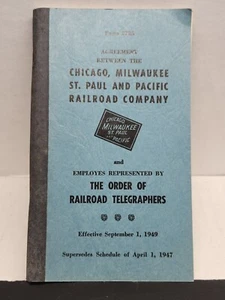 AGREEMENT
BETWEEN THE
CHICAGO, MILWAUKEE
ST. PAUL AND PACIFIC
RAILROAD COMPANY
CHICAGO
MILWAUKEE
ST. PAUL
AND PACIFIC
and
EMPLOYES REPRESENTED BY
THE ORDER OF
RAILROAD TELEGRAPHERS
Effective September 1, 1949
Supersedes Schedule of April 1, 1947